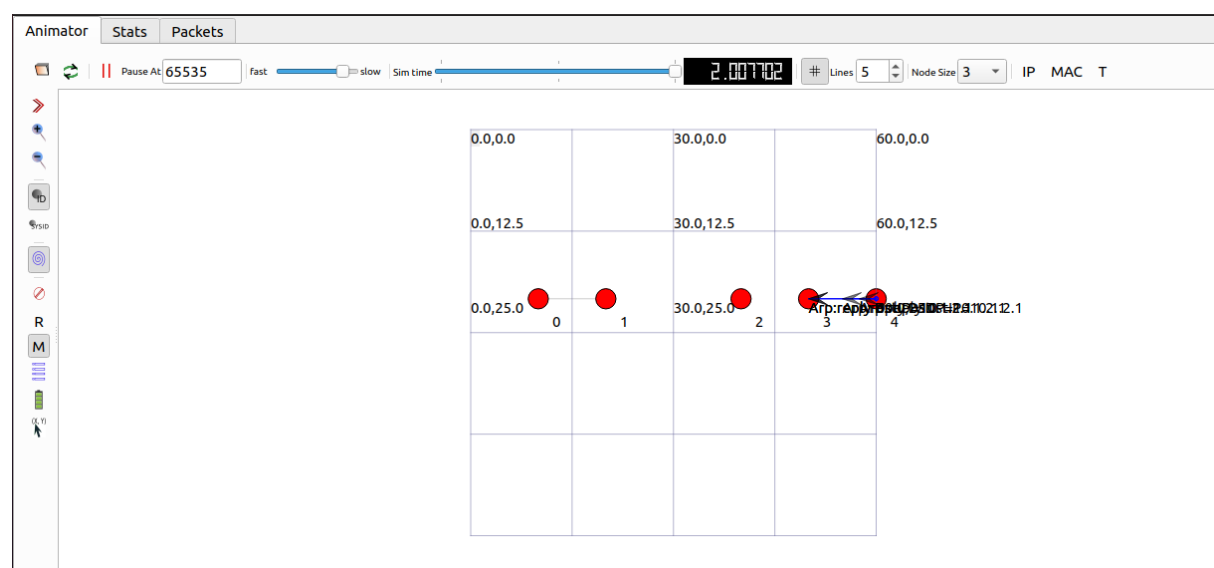 Animator Stats Packets
Pause At 65535 fast slow Sim time 2.007702 # Lines 5 Node Size 3 IP MAC T
ID
SYSID
R
M
(X, Y)
0.0,0.0 30.0,0.0 60.0,0.0
0.0,12.5 30.0,12.5 60.0,12.5
0.0,25.0 30.0,25.0
0 1 2 3 4